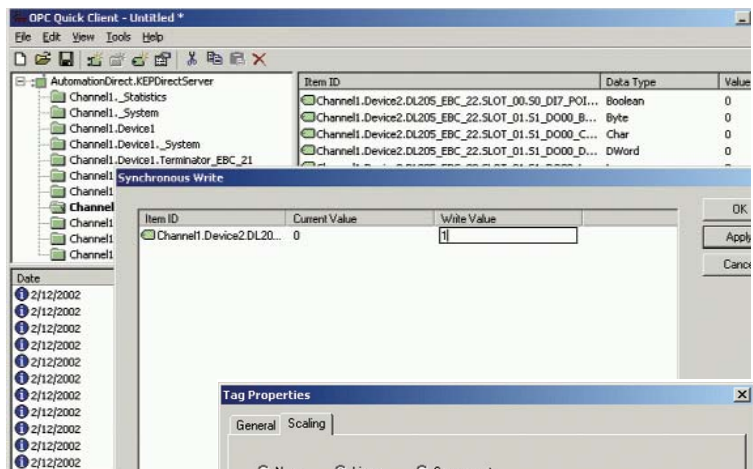 OPC Quick Client - Untitled *
File Edit View Tools Help
AutomationDirect.KEPDirectServer
Channel1._Statistics
Channel1._System
Channel1.Device1
Channel1.Device1._System
Channel1.Device1.Terminator_EBC_21
Channel1
Channel1
Channel
Channel1
Channel1
Channel1
Item ID Data Type Value
Channel1.Device2.DL205_EBC_22.SLOT_00.S0_DI7_POI... Boolean 0
Channel1.Device2.DL205_EBC_22.SLOT_01.S1_DO00_B... Byte 0
Channel1.Device2.DL205_EBC_22.SLOT_01.S1_DO00_C... Char 0
Channel1.Device2.DL205_EBC_22.SLOT_01.S1_DO00_D... DWord 0
Synchronous Write
Item ID Current Value Write Value
Channel1.Device2.DL20... 0 1
OK
Apply
Cance
Date
2/12/2002
2/12/2002
2/12/2002
2/12/2002
2/12/2002
2/12/2002
2/12/2002
2/12/2002
2/12/2002
2/12/2002
2/12/2002
Tag Properties
General Scaling